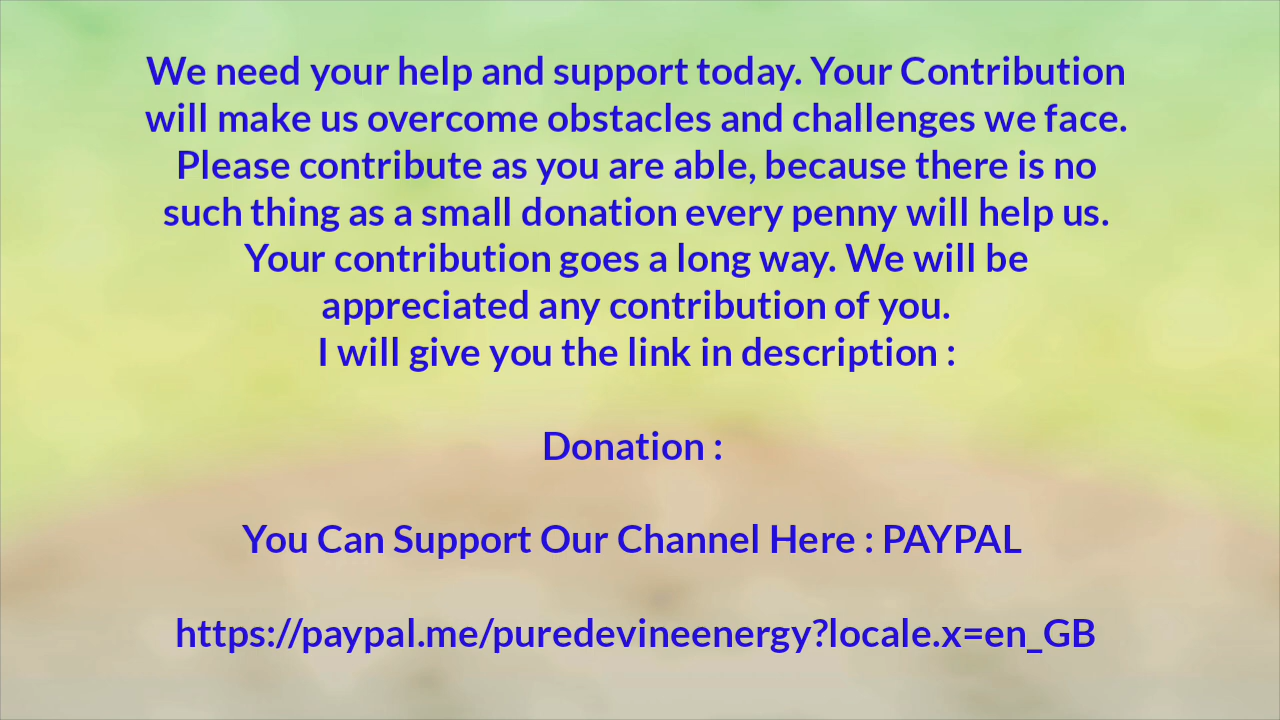 We need your help and support today. Your Contribution
will make us overcome obstacles and challenges we face.
Please contribute as you are able, because there is no
such thing as a small donation every penny will help us.
Your contribution goes a long way. We will be
appreciated any contribution of you.
I will give you the link in description :
Donation :
You Can Support Our Channel Here : PAYPAL
https://paypal.me/puredevineenergy?locale.x=en_GB